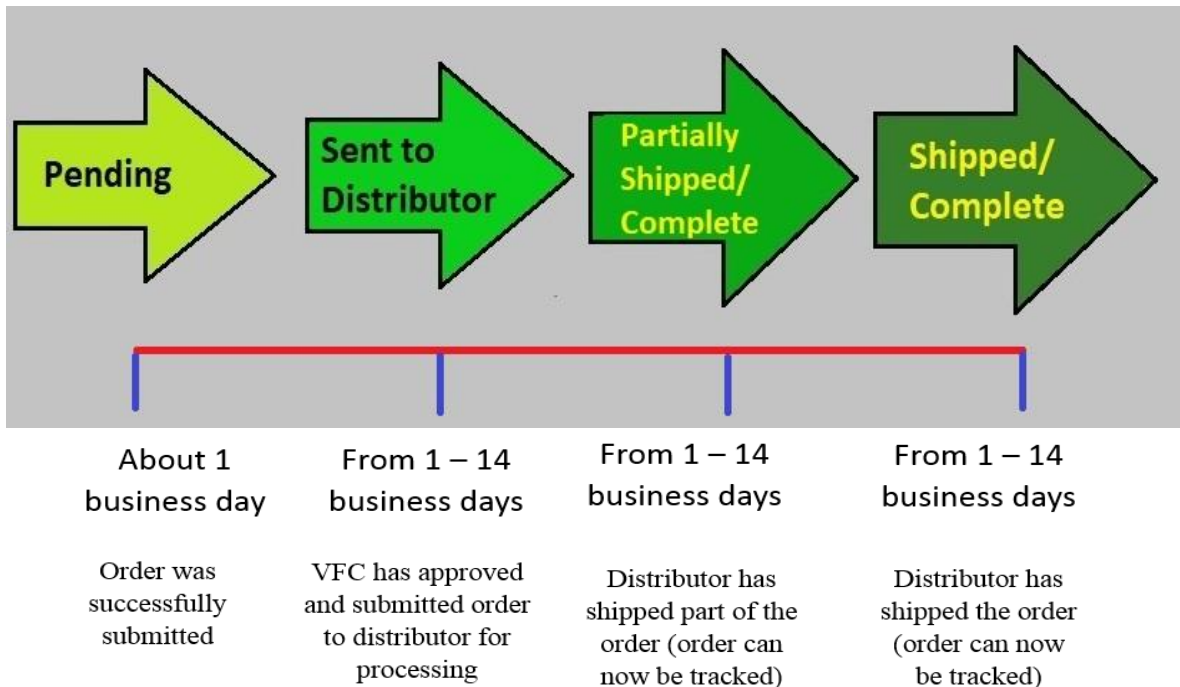 Pending
Sent to
Distributor
Partially
Shipped/
Complete
Shipped/
Complete
About 1
business day
From 1 – 14
business days
From 1 – 14
business days
From 1 – 14
business days
Order was
successfully
submitted
VFC has approved
and submitted order
to distributor for
processing
Distributor has
shipped part of the
order (order can
now be tracked)
Distributor has
shipped the order
(order can now
be tracked)